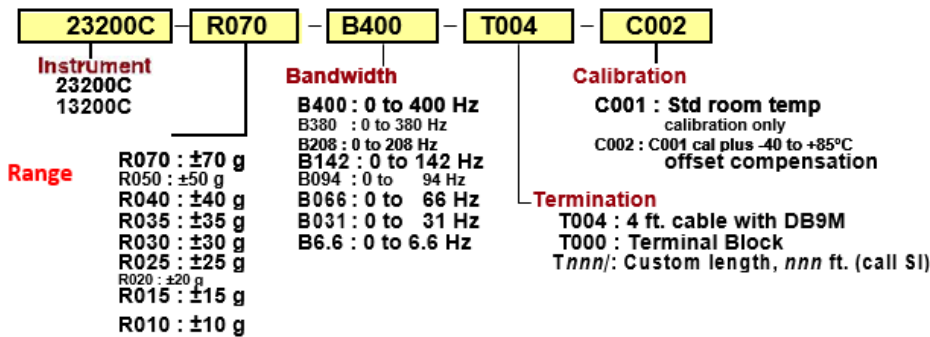 23200C – R070 – B400 – T004 – C002
Instrument
23200C
13200C
Range
R070 : ±70 g
R050 : ±50 g
R040 : ±40 g
R035 : ±35 g
R030 : ±30 g
R025 : ±25 g
R020 : ±20 g
R015 : ±15 g
R010 : ±10 g
Bandwidth
B400 : 0 to 400 Hz
B380 : 0 to 380 Hz
B208 : 0 to 208 Hz
B142 : 0 to 142 Hz
B094 : 0 to 94 Hz
B066 : 0 to 66 Hz
B031 : 0 to 31 Hz
B6.6 : 0 to 6.6 Hz
Calibration
C001 : Std room temp
calibration only
C002 : C001 cal plus -40 to +85ºC
offset compensation
Termination
T004 : 4 ft. cable with DB9M
T000 : Terminal Block
Tnnn/: Custom length, nnn ft. (call SI)